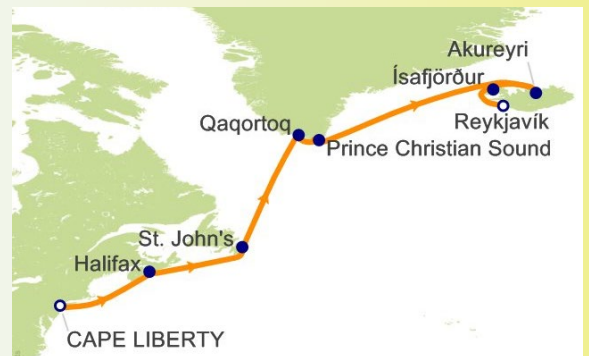 Akureyri
Ísafjörður
Reykjavík
Qaqortoq
Prince Christian Sound
St. John's
Halifax
CAPE LIBERTY